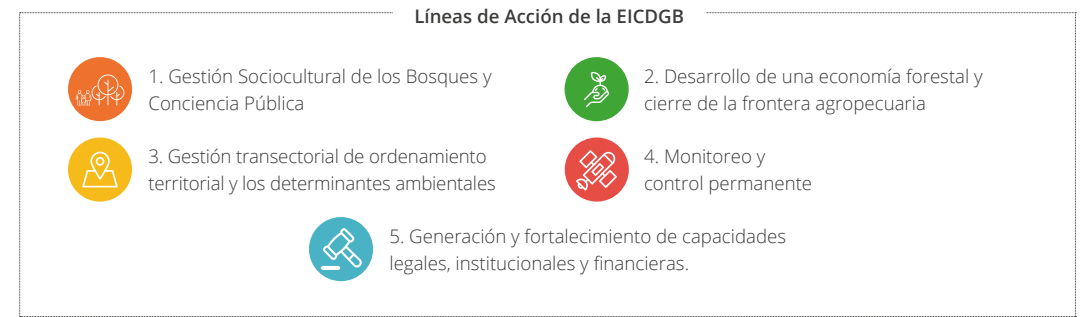 Líneas de Acción de la EICDGB
1. Gestión Sociocultural de los Bosques y
Conciencia Pública
2. Desarrollo de una economía forestal y
cierre de la frontera agropecuaria
3. Gestión transectorial de ordenamiento
territorial y los determinantes ambientales
4. Monitoreo y
control permanente
5. Generación y fortalecimiento de capacidades
legales, institucionales y financieras.